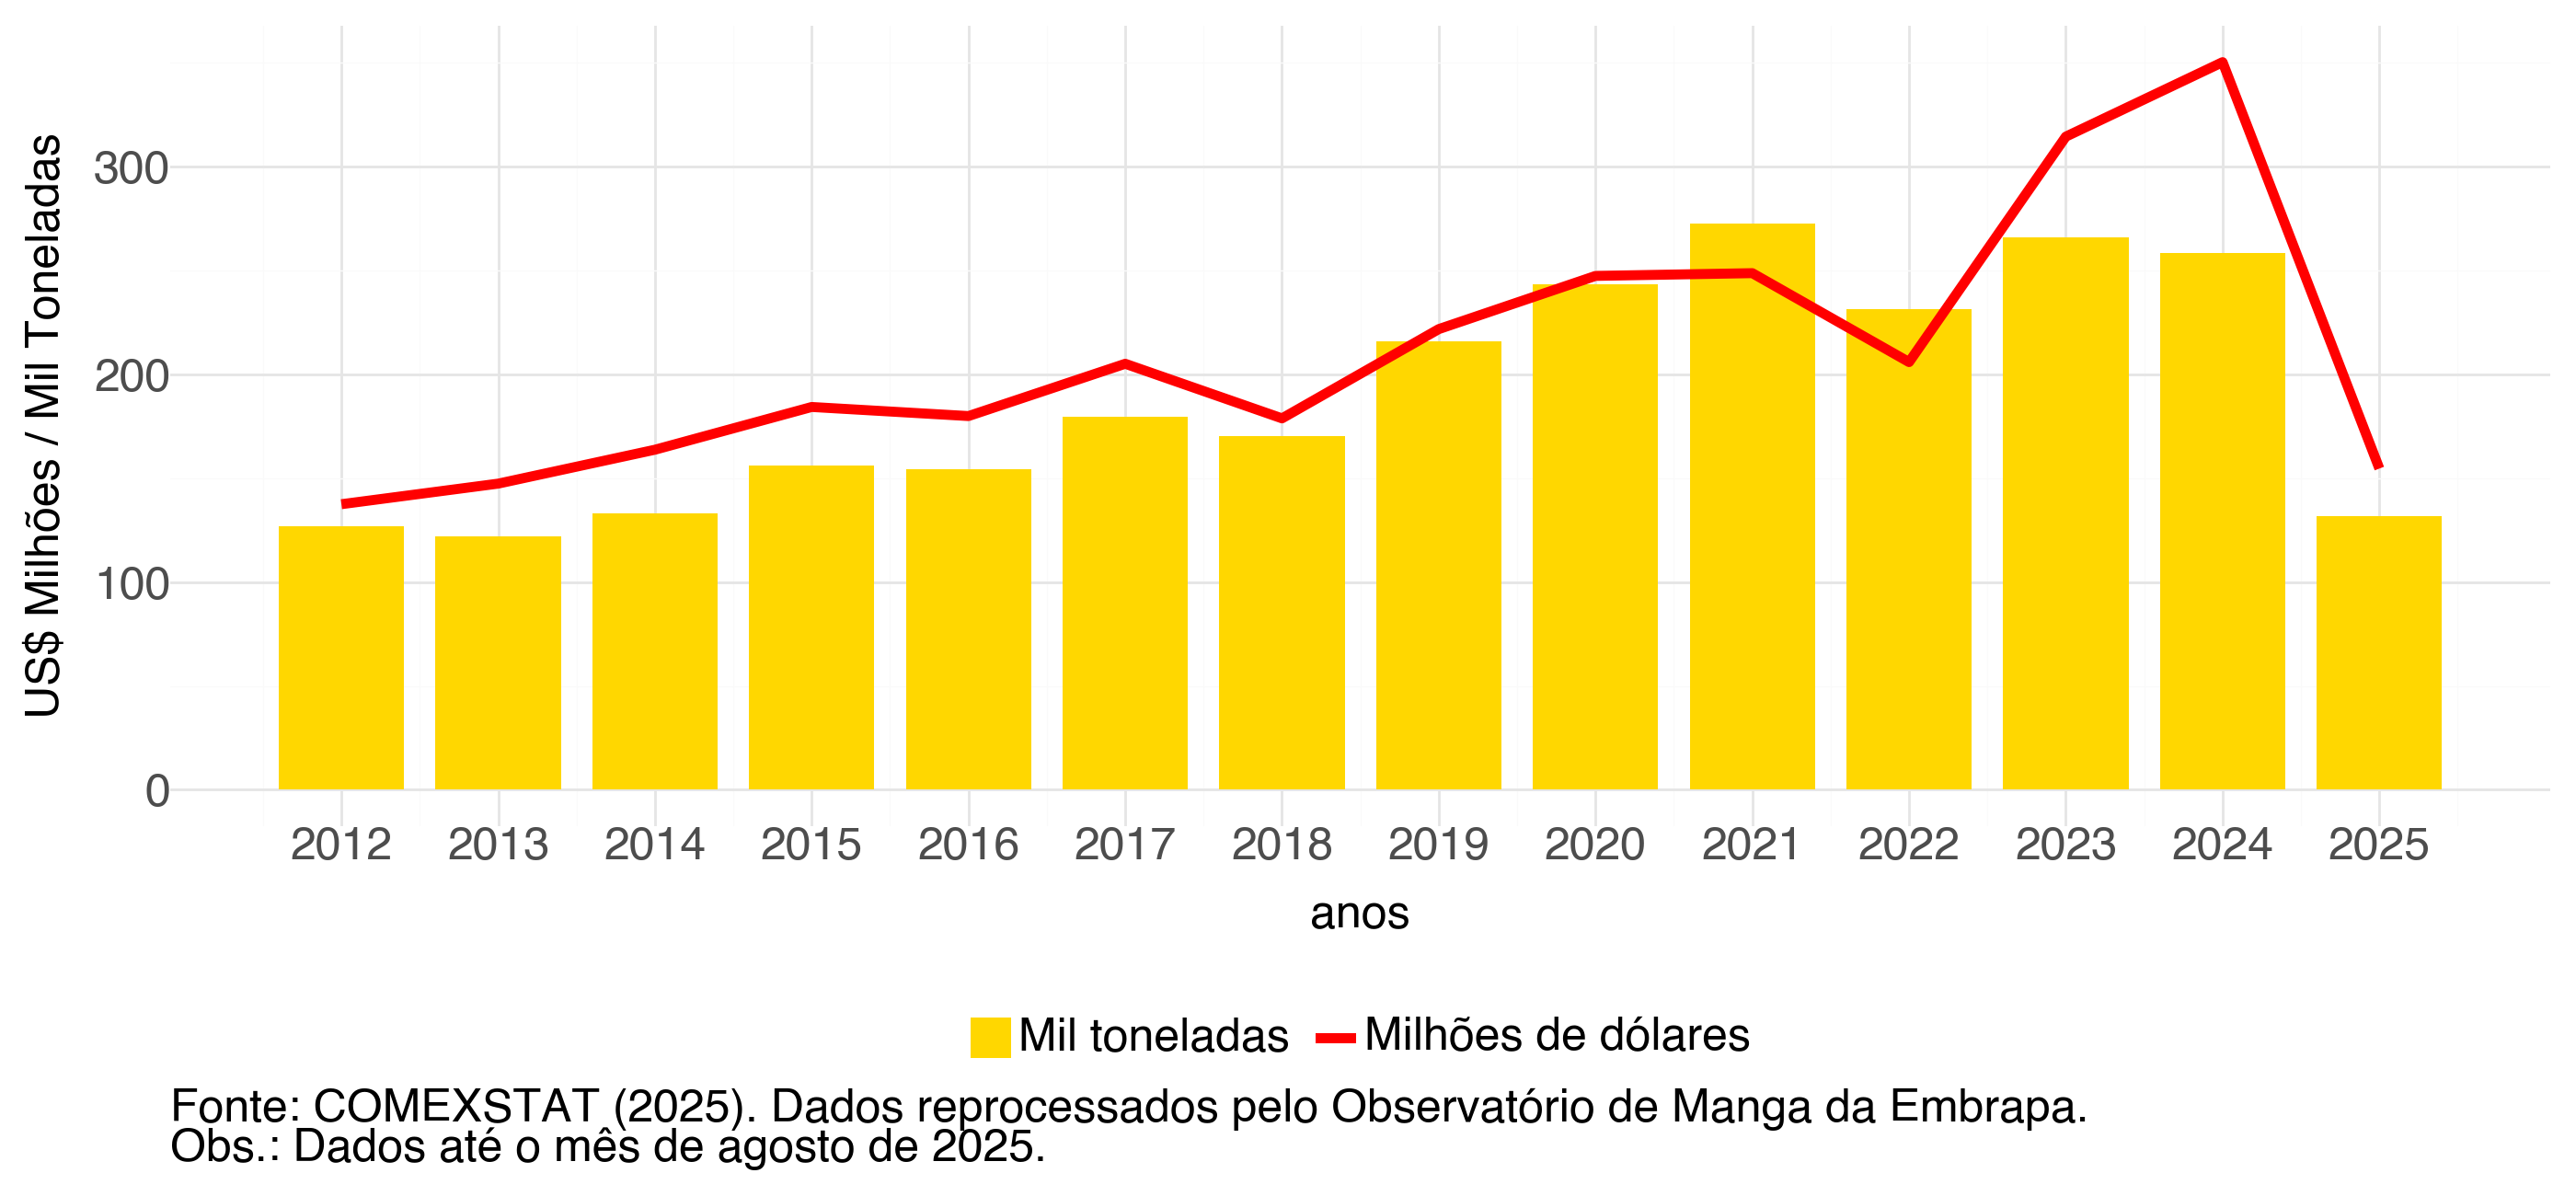 US$ Milhões / Mil Toneladas
300
200
100
0
2012 2013 2014 2015 2016 2017 2018 2019 2020 2021 2022 2023 2024 2025
anos
Mil toneladas Milhões de dólares
Fonte: COMEXSTAT (2025). Dados reprocessados pelo Observatório de Manga da Embrapa.
Obs.: Dados até o mês de agosto de 2025.